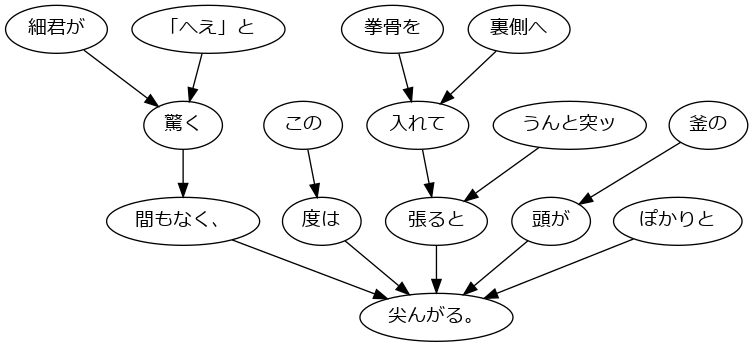 細君が
「へえ」と
拳骨を
裏側へ
驚く
この
入れて
うんと突ッ
釜の
間もなく、
度は
張ると
頭が
ぽかりと
尖んがる。